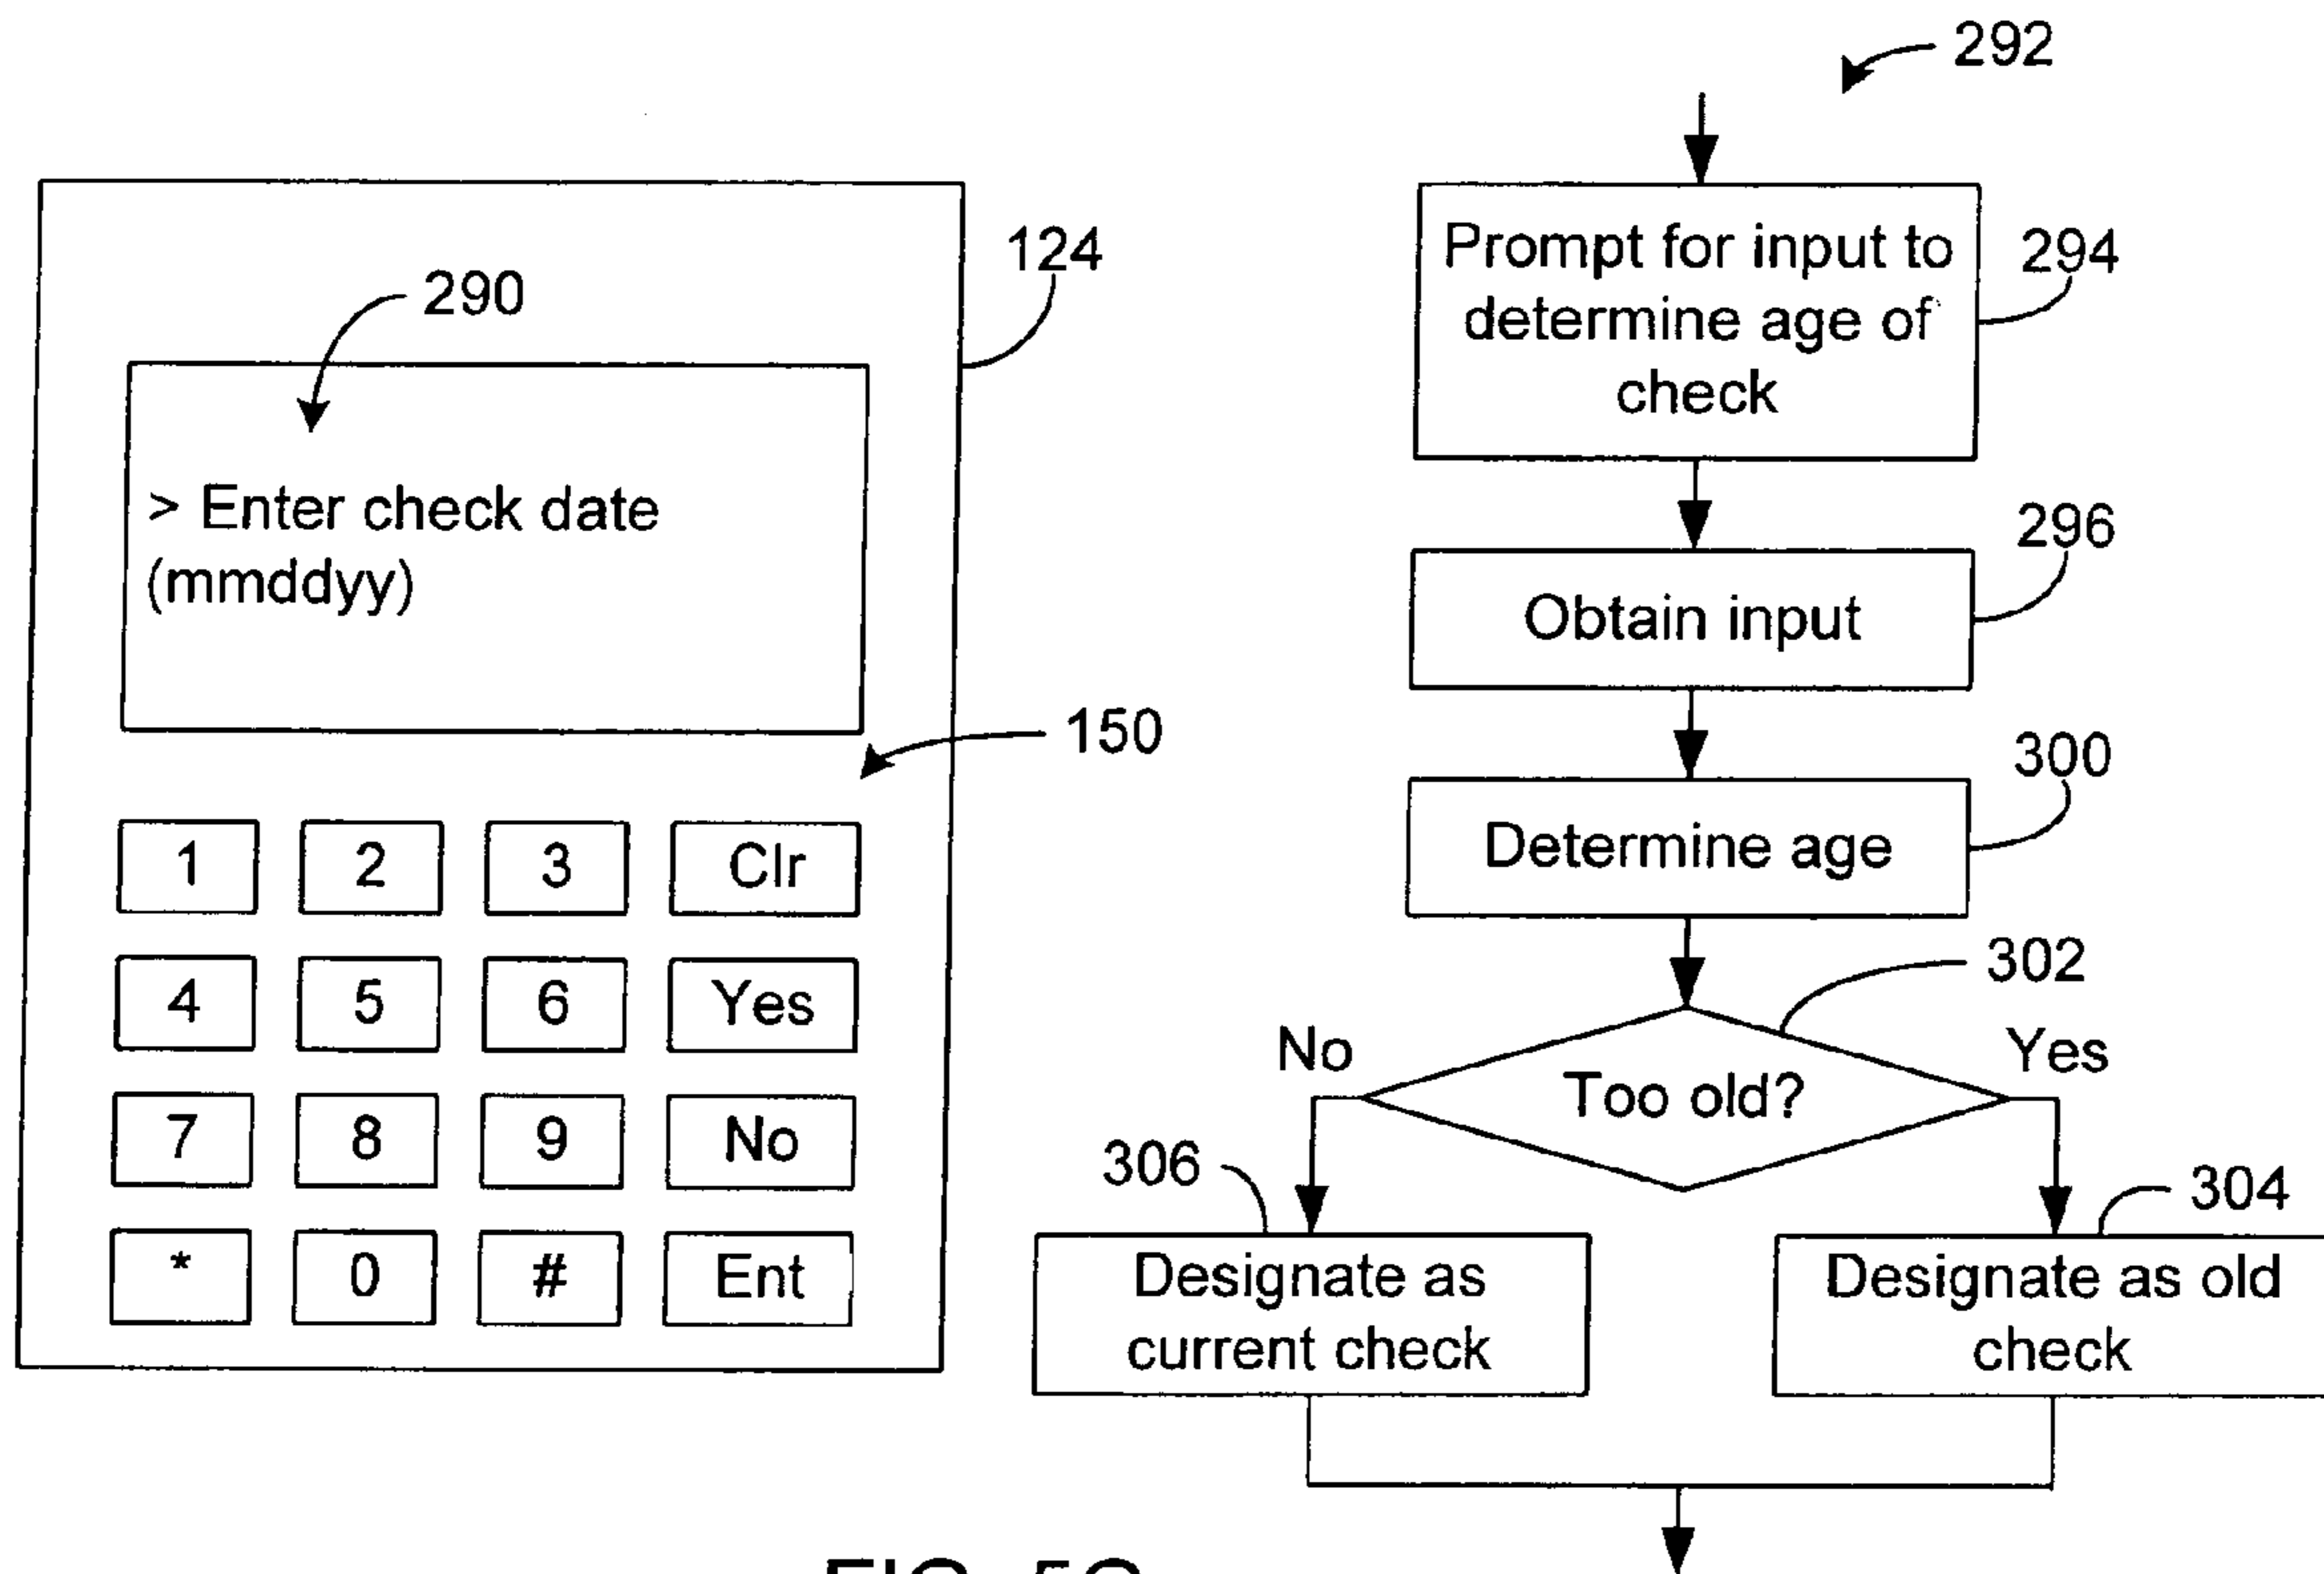 292
290
124
> Enter check date
(mmddyy)
150
1 2 3 Clr
4 5 6 Yes
7 8 9 No
* 0 # Ent
Prompt for input to
determine age of
check
294
Obtain input
296
Determine age
300
302
No
Too old?
Yes
306
Designate as
current check
304
Designate as old
check